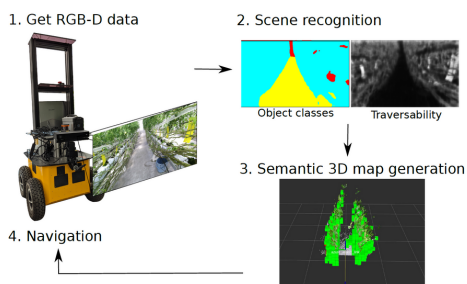 1. Get RGB-D data
2. Scene recognition
Object classes
Traversability
3. Semantic 3D map generation
4. Navigation